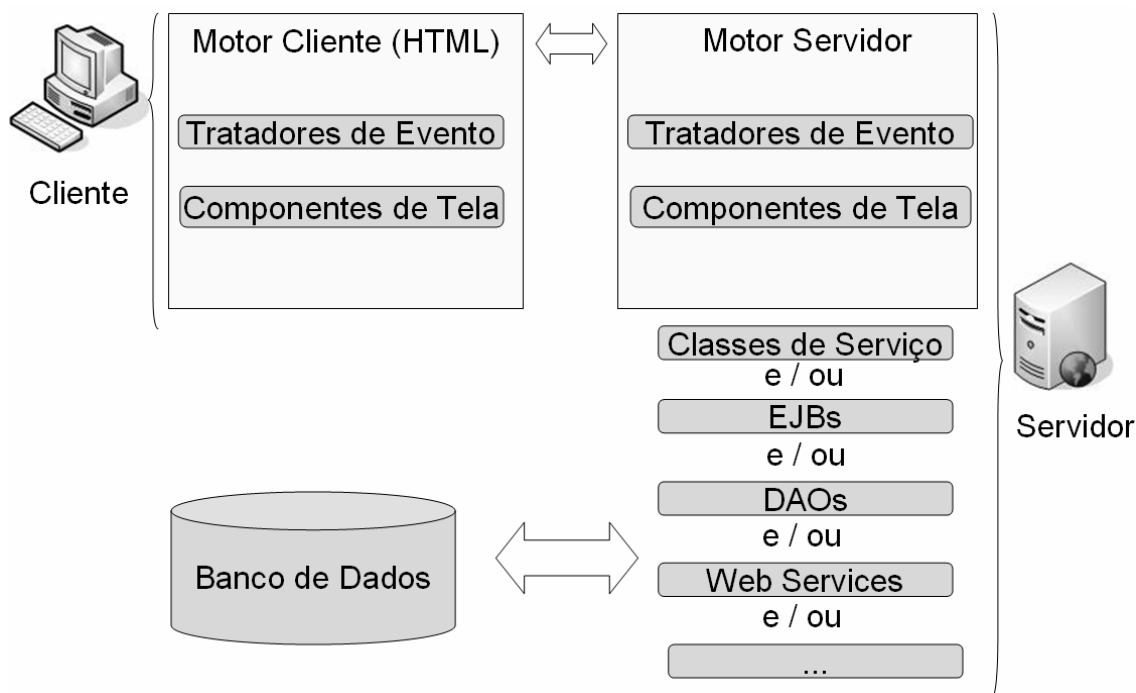 Motor Cliente (HTML)
Tratadores de Evento
Componentes de Tela
Cliente
Motor Servidor
Tratadores de Evento
Componentes de Tela
Classes de Serviço
e / ou
EJBs
e / ou
DAOs
e / ou
Web Services
e / ou
...
Servidor
Banco de Dados